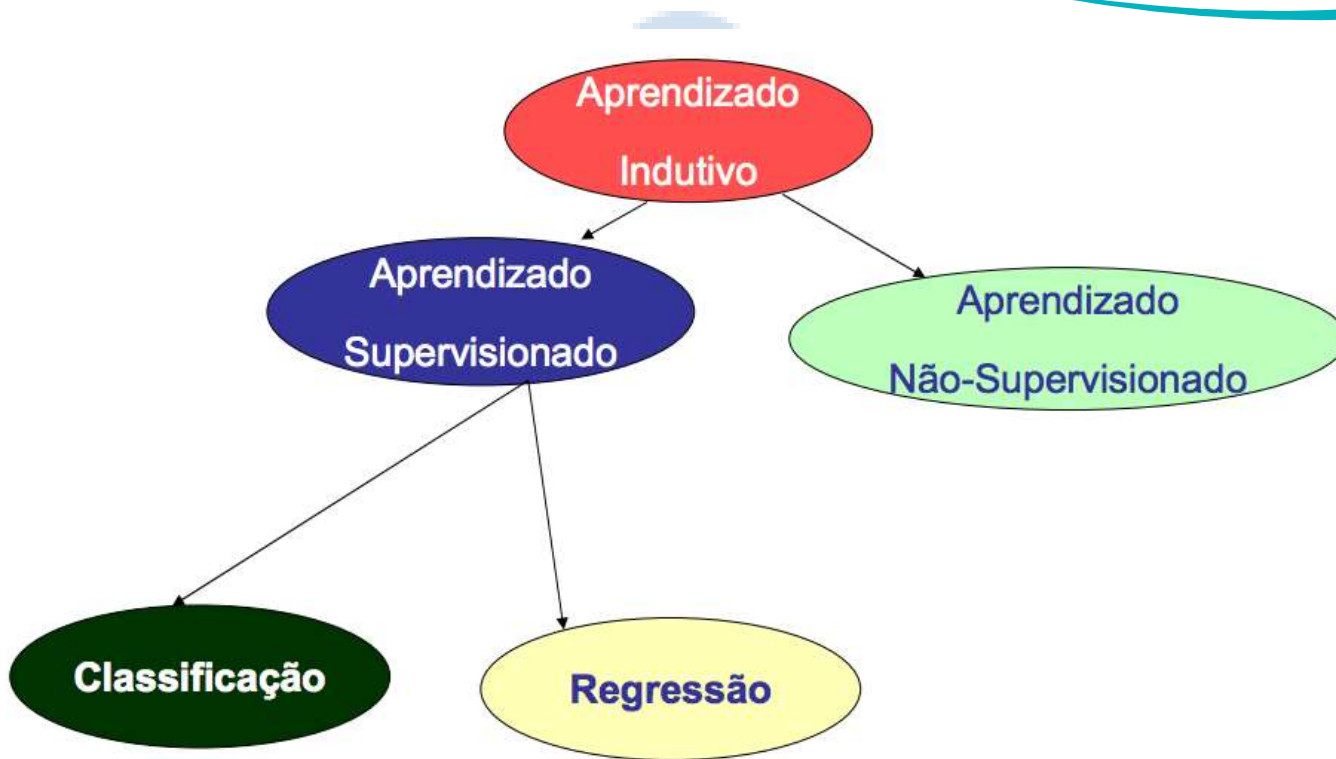 Aprendizado
Indutivo
Aprendizado
Supervisionado
Aprendizado
Não-Supervisionado
Classificação
Regressão